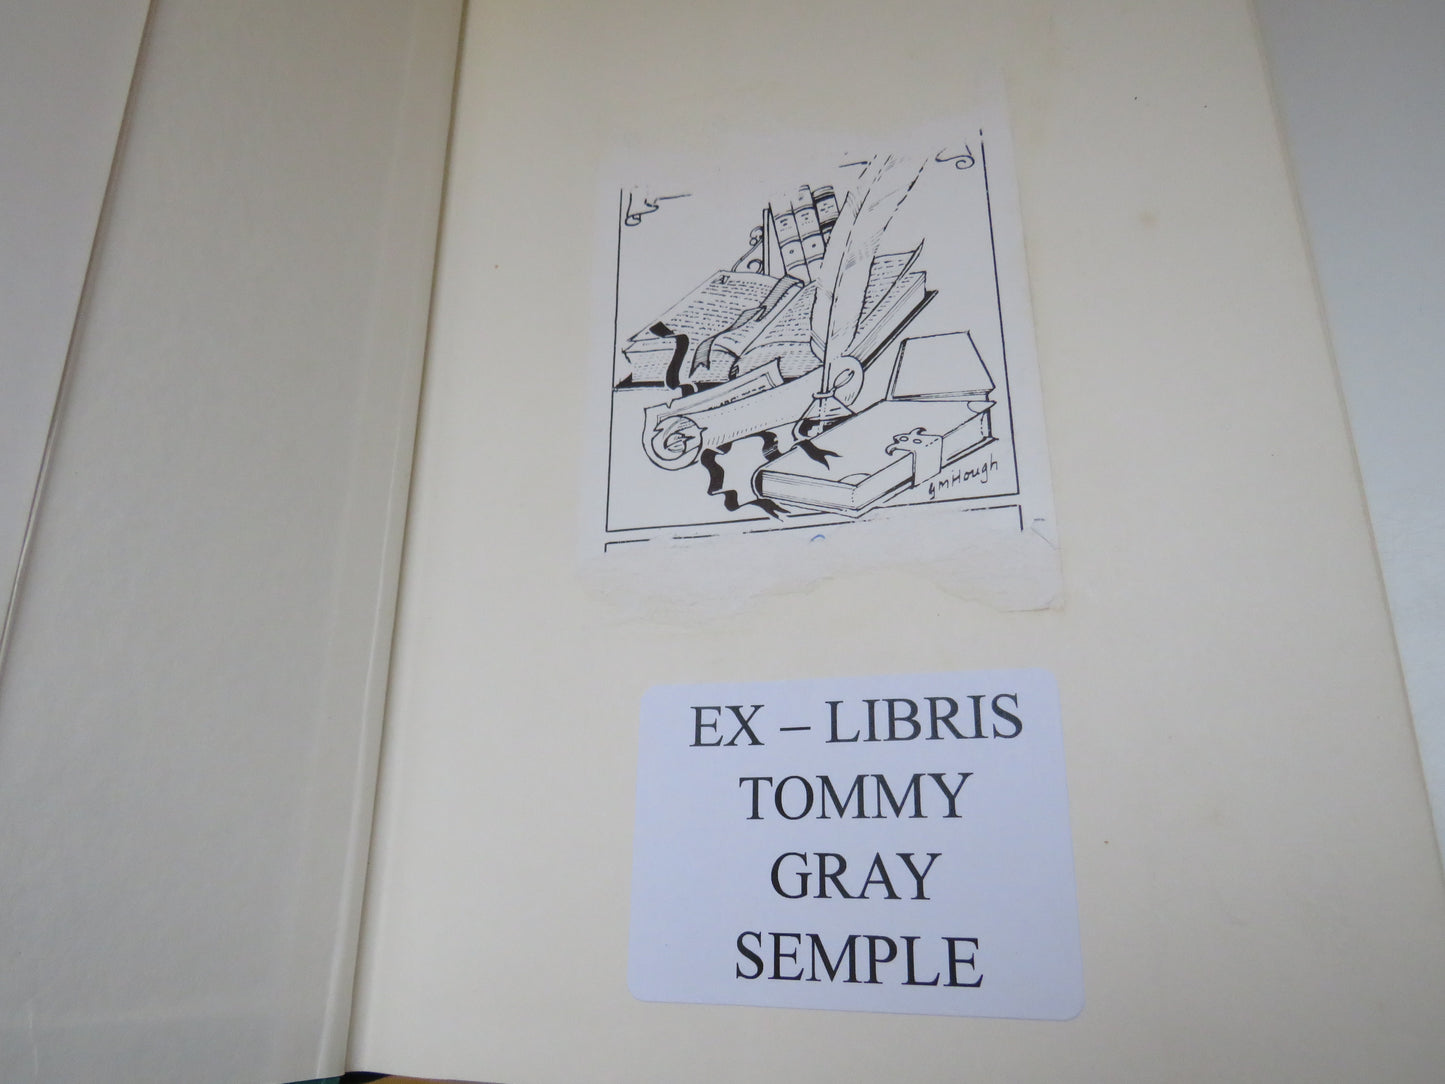 GMHough
EX – LIBRIS
TOMMY
GRAY
SEMPLE